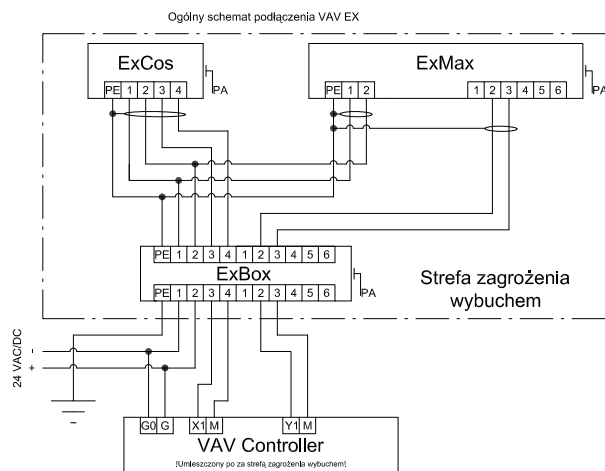 Ogólny schemat podłączenia VAV EX
ExCos
ExMax
PE 1 2 3 4
PA
PE 1 2
1 2 3 4 5 6
PA
PE 1 2 3 4 1 2 3 4 5 6
ExBox
PE 1 2 3 4 1 2 3 4 5 6
PA
Strefa zagrożenia
wybuchem
24 VAC/DC
-
+
G0 G
X1 M
Y1 M
VAV Controller
!Umieszczony po za strefą zagrożenia wybuchem!